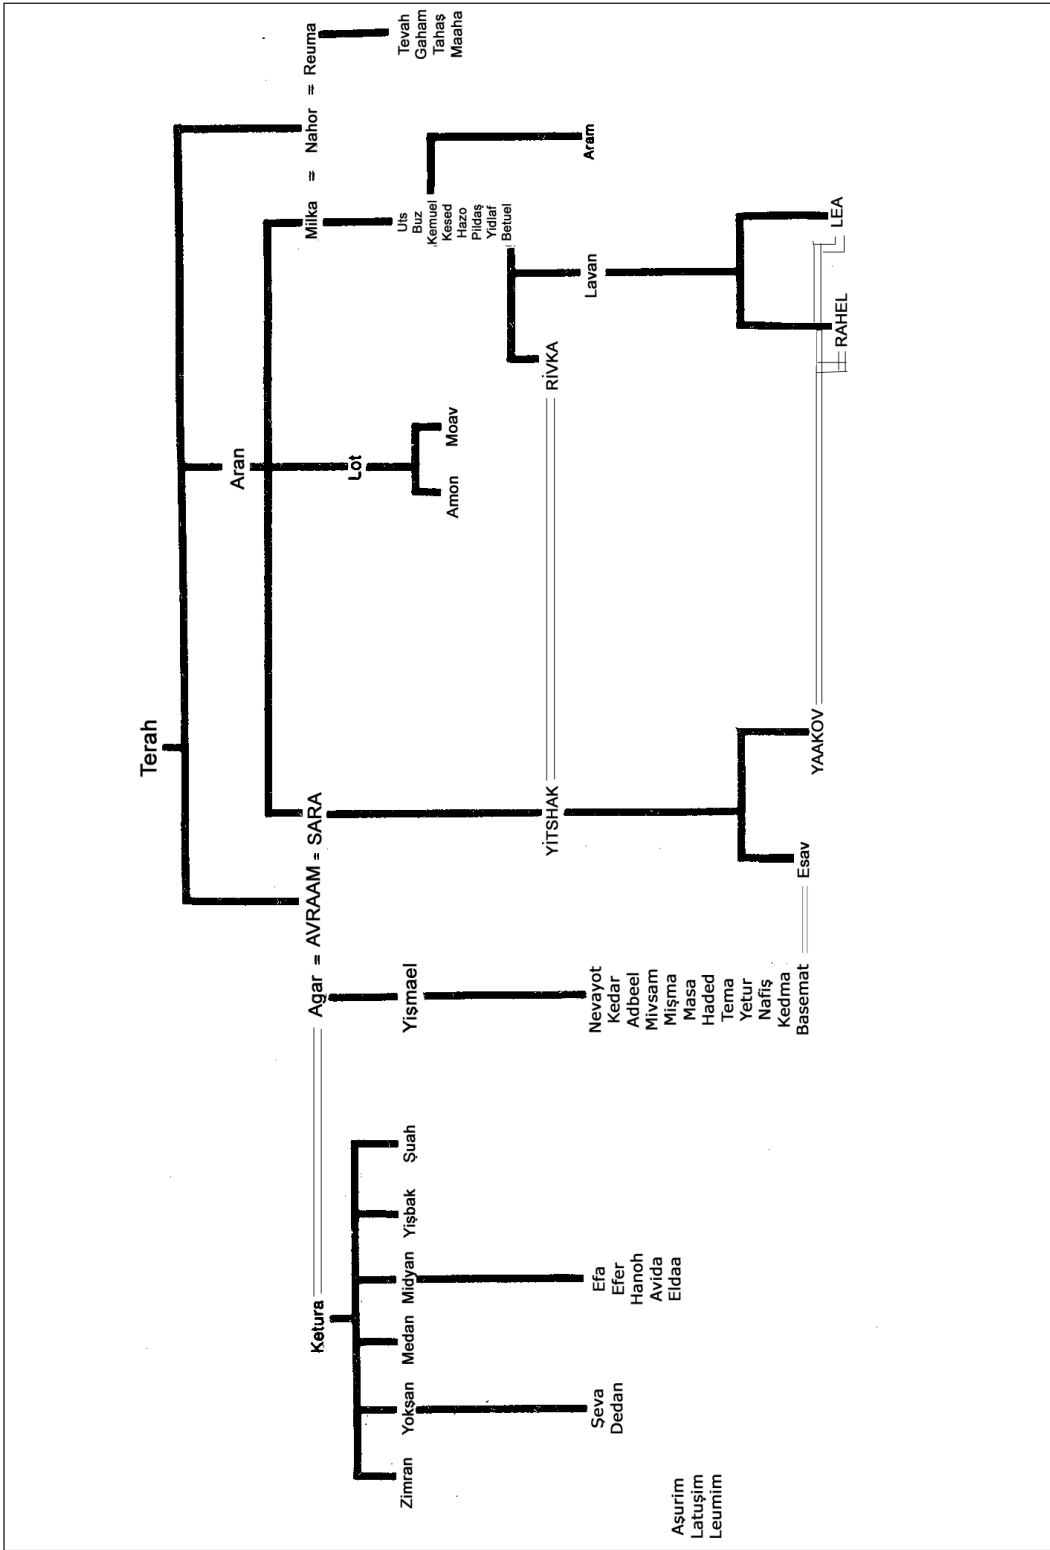 Terah
Aran
Ketura
Agar = AVRAAM = SARA
Milka = Nahor = Reuma
Zimran
Yokşan
Medan
Midyan
Yişbak
Şuah
Yişmael
Lot
Uts
Buz
Kemuel
Kesed
Hazo
Pildaş
Yidlaf
Betuel
Tevah
Gaham
Tahaş
Maaha
Amon
Moav
YİTSHAK
RİVKA
Lavan
Aram
Şeva
Dedan
Efa
Efer
Hanoh
Avida
Eldaa
Nevayot
Kedar
Adbeel
Mivsam
Mişma
Masa
Haded
Tema
Yetur
Nafiş
Kedma
Basemat
Esav
YAAKOV
RAHEL
LEA
Aşurim
Latuşim
Leumim